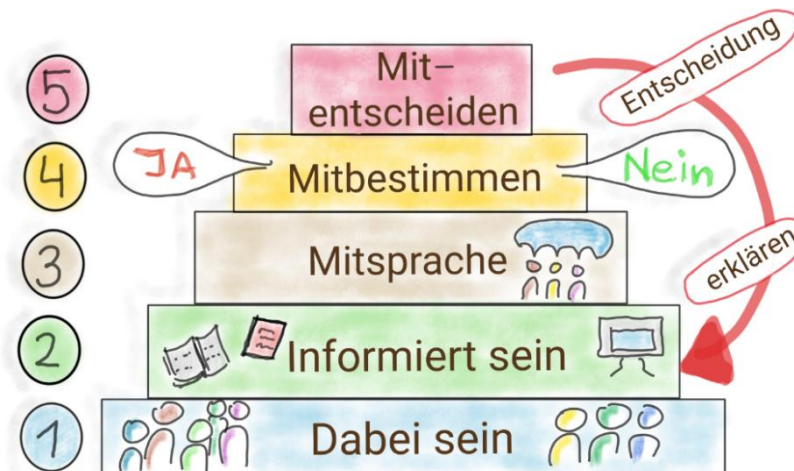 5
Mit-
entscheiden
Entscheidung
4
JA
Mitbestimmen
Nein
3
Mitsprache
erklären
2
Informiert sein
1
Dabei sein